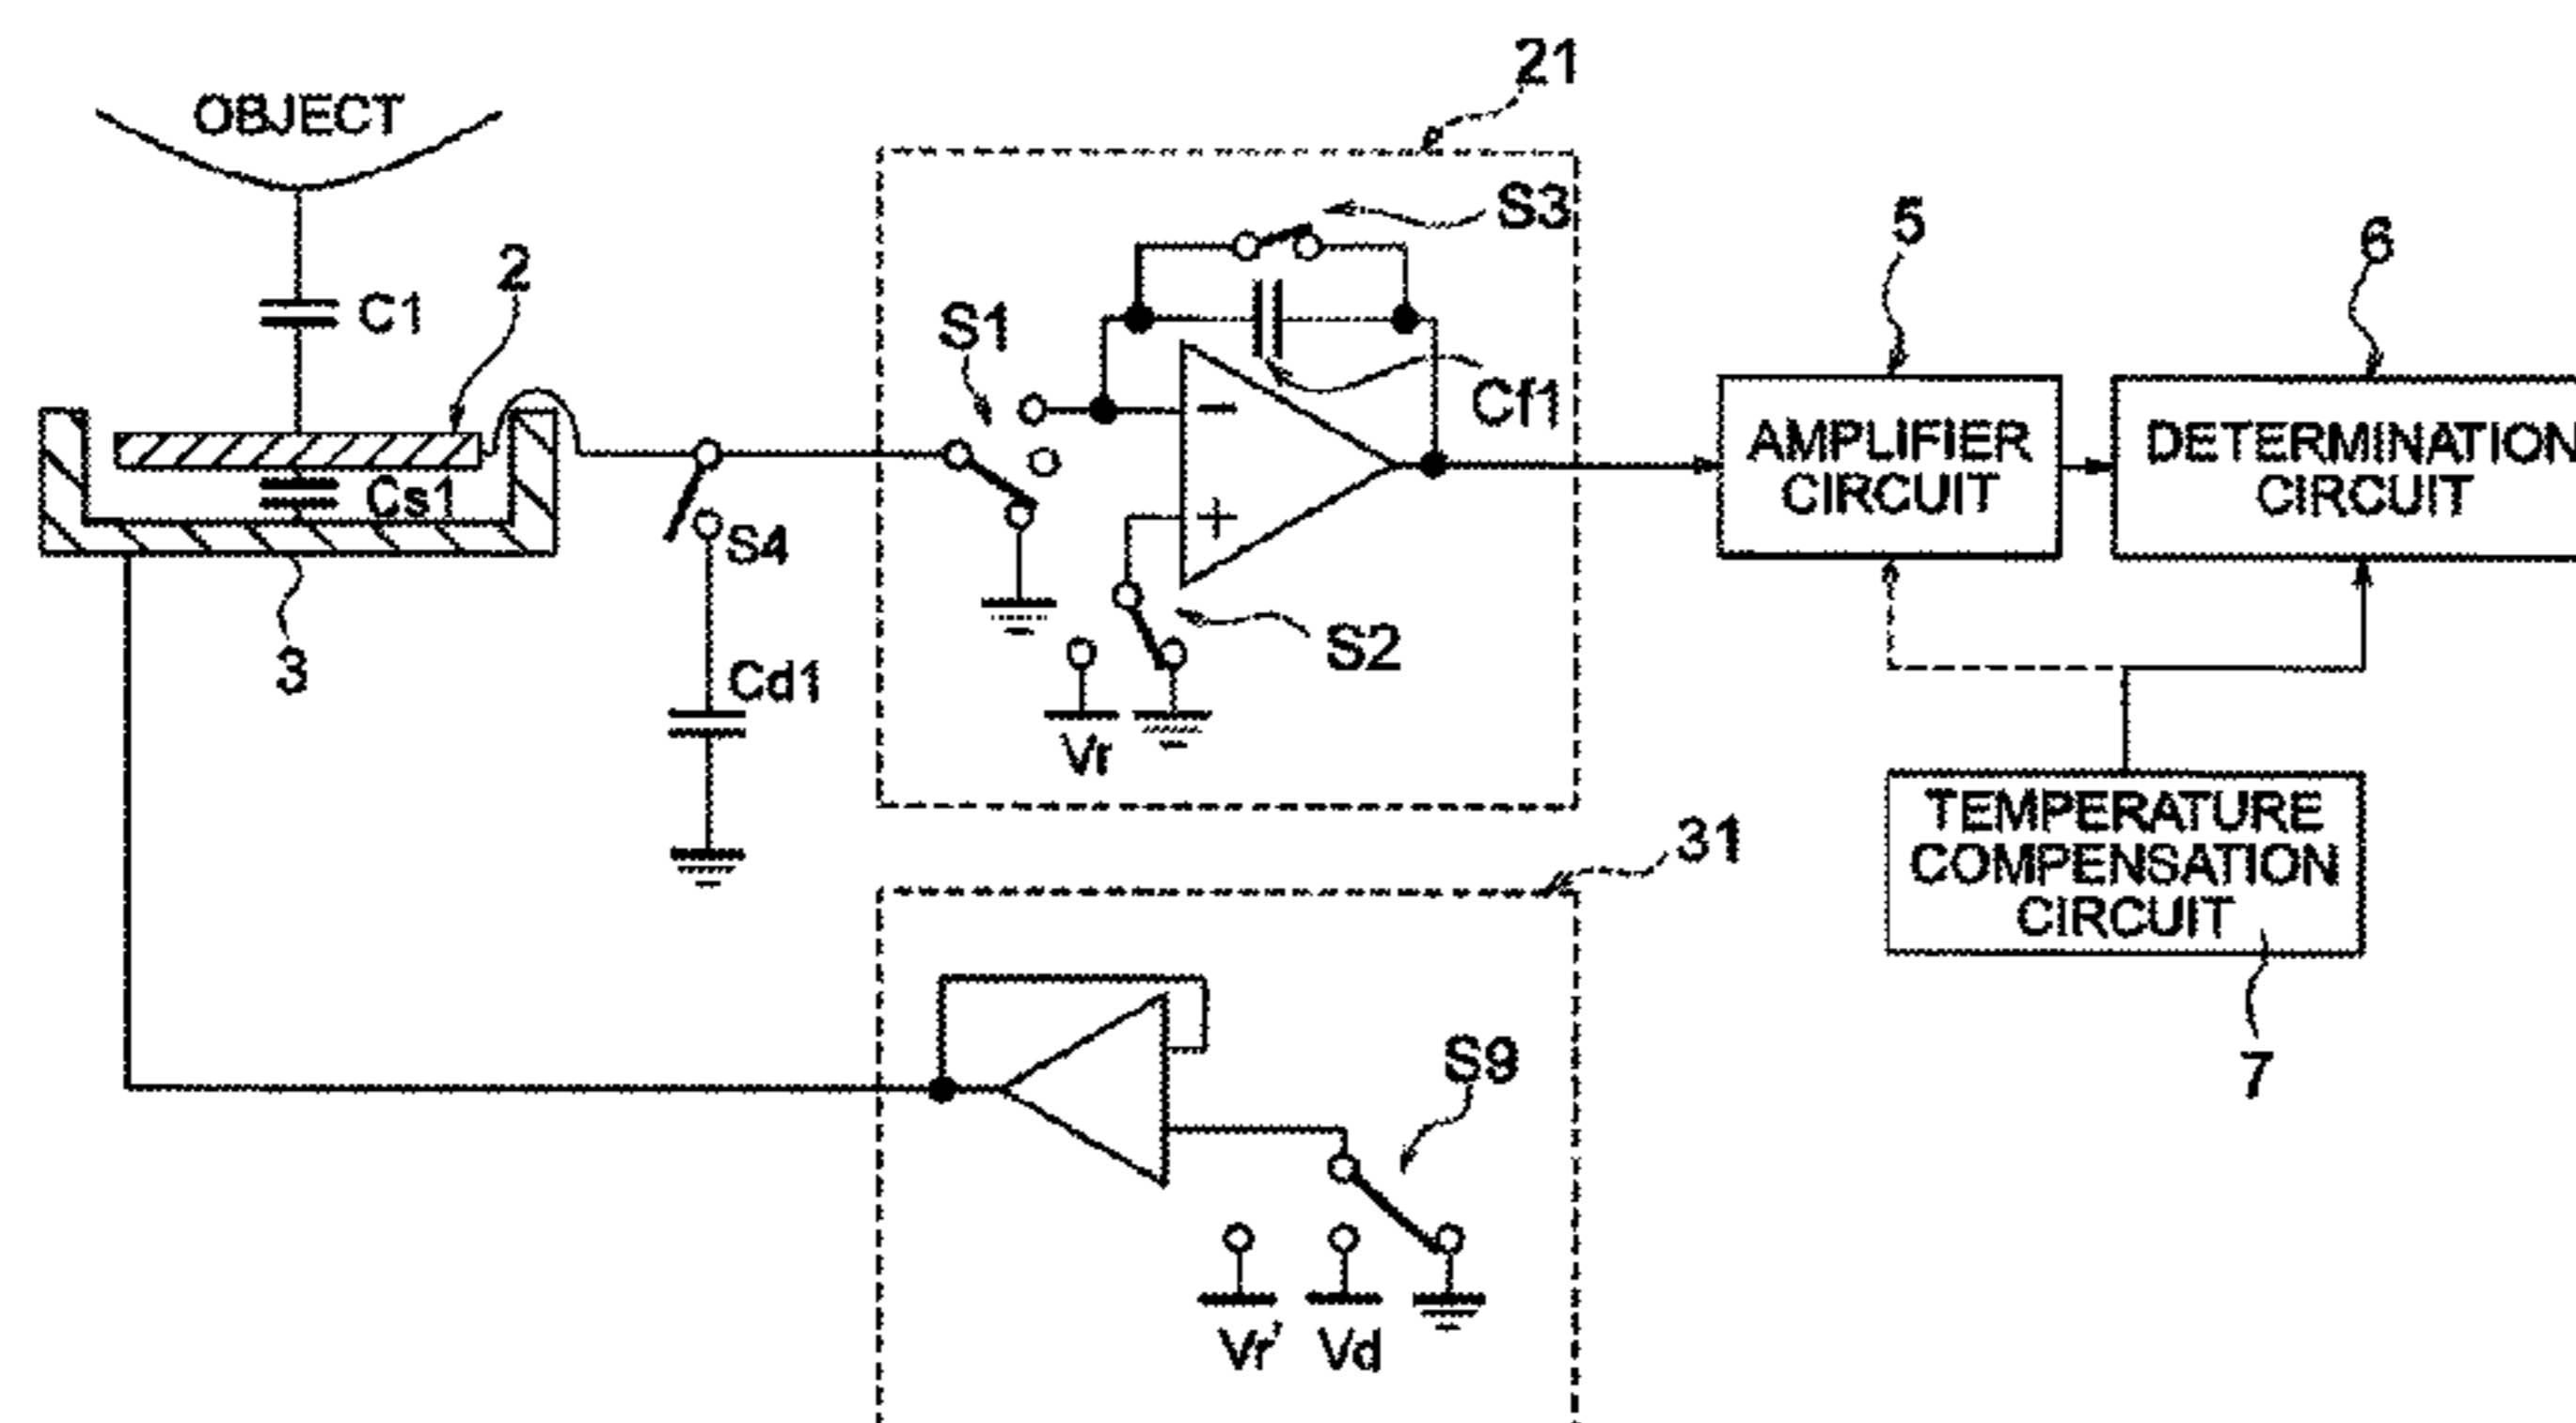 21
OBJECT
S3
5
6
2
C1
S1
Cf1
AMPLIFIER
CIRCUIT
DETERMINATION
CIRCUIT
Cs1
S4
−
+
S2
3
Cd1
Vr
TEMPERATURE
COMPENSATION
CIRCUIT
31
7
S9
Vr'
Vd